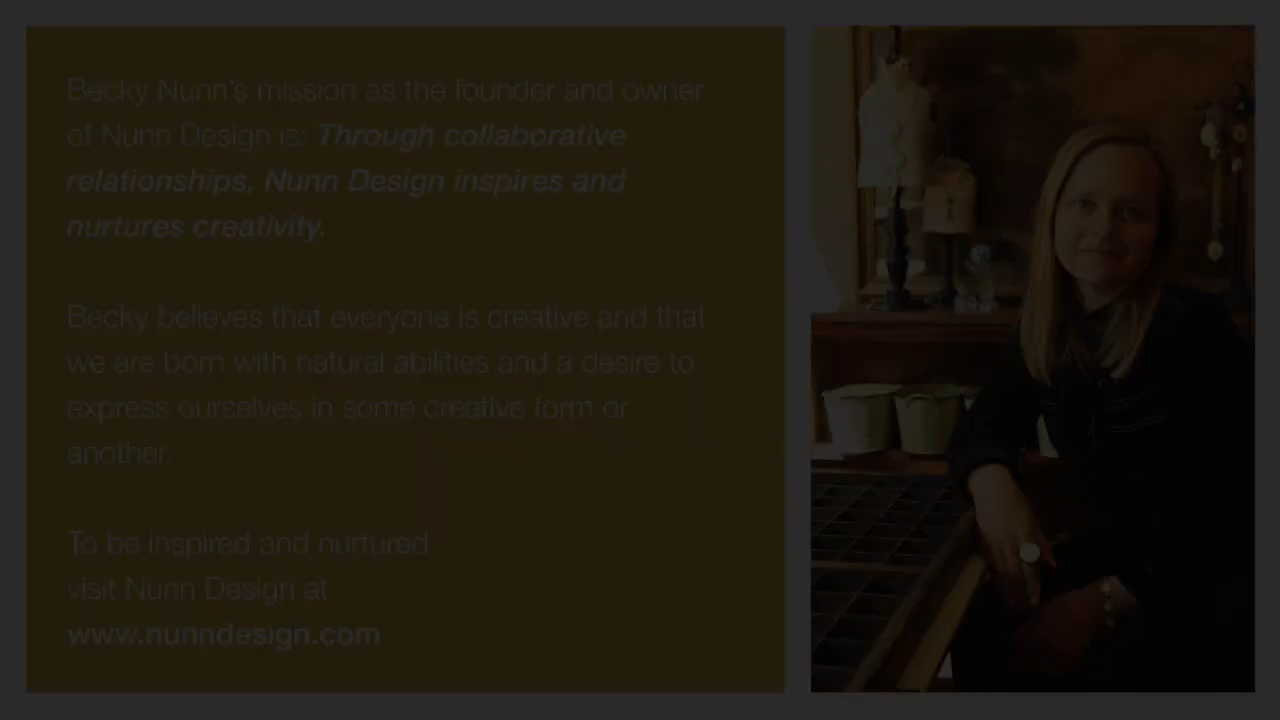 Becky Nunn's mission as the founder and owner
of Nunn Design is: Through collaborative
relationships, Nunn Design inspires and
nurtures creativity.
Becky believes that everyone is creative and that
we are born with natural abilities and a desire to
express ourselves in some creative form or
another.
To be inspired and nurtured
visit Nunn Design at
www.nunndesign.com